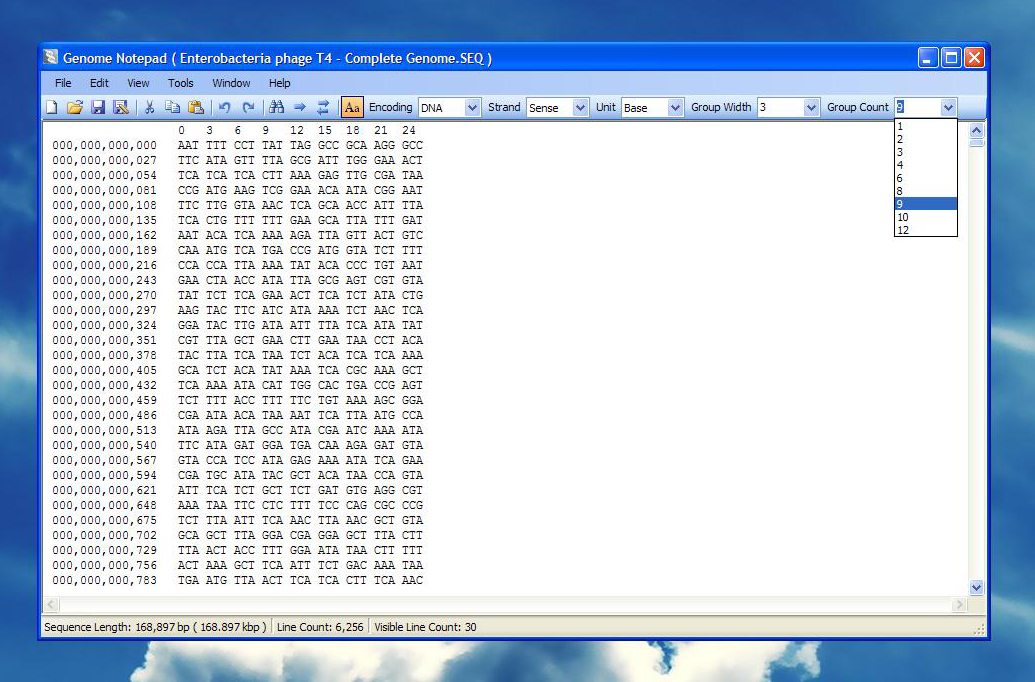 Genome Notepad ( Enterobacteria phage T4 - Complete Genome.SEQ )
File Edit View Tools Window Help
Aa Encoding DNA Strand Sense Unit Base Group Width 3 Group Count 9
1
2
3
4
6
8
9
10
12
0 3 6 9 12 15 18 21 24
000,000,000,000 AAT TTT CCT TAT TAG GCC GCA AGG GCC
000,000,000,027 TTC ATA GTT TTA GCG ATT TGG GAA ACT
000,000,000,054 TCA TCA TCA CTT AAA GAG TTG CGA TAA
000,000,000,081 CCG ATG AAG TCG GAA ACA ATA CGG AAT
000,000,000,108 TTC TTG GTA AAC TCA GCA ACC ATT TTA
000,000,000,135 TCA CTG TTT TTT GAA GCA TTA TTT GAT
000,000,000,162 AAT ACA TCA AAA AGA TTA GTT ACT GTC
000,000,000,189 CAA ATG TCA TGA CCG ATG GTA TCT TTT
000,000,000,216 CCA CCA TTA AAA TAT ACA CCC TGT AAT
000,000,000,243 GAA CTA ACC ATA TTA GCG AGT CGT GTA
000,000,000,270 TAT TCT TCA GAA ACT TCA TCT ATA CTG
000,000,000,297 AAG TAC TTC ATC ATA AAA TCT AAC TCA
000,000,000,324 GGA TAC TTG ATA ATT TTA TCA ATA TAT
000,000,000,351 CGT TTA GCT GAA CTT GAA TAA CCT ACA
000,000,000,378 TAC TTA TCA TAA TCT ACA TCA TCA AAA
000,000,000,405 GCA TCT ACA TAT AAA TCA CGC AAA GCT
000,000,000,432 TCA AAA ATA CAT TGG CAC TGA CCG AGT
000,000,000,459 TCT TTT ACC TTT TTC TGT AAA AGC GGA
000,000,000,486 CGA ATA ACA TAA AAT TCA TTA ATG CCA
000,000,000,513 ATA AGA TTA GCC ATA CGA ATC AAA ATA
000,000,000,540 TTC ATA GAT GGA TGA CAA AGA GAT GTA
000,000,000,567 GTA CCA TCC ATA GAG AAA ATA TCA GAA
000,000,000,594 CGA TGC ATA TAC GCT ACA TAA CCA GTA
000,000,000,621 ATT TCA TCT GCT TCT GAT GTG AGG CGT
000,000,000,648 AAA TAA TTC CTC TTT TCC CAG CGC CCG
000,000,000,675 TCT TTA ATT TCA AAC TTA AAC GCT GTA
000,000,000,702 GCA GCT TTA GGA CGA GGA GCT TTA CTT
000,000,000,729 TTA ACT ACC TTT GGA ATA TAA CTT TTT
000,000,000,756 ACT AAA GCT TCA ATT TCT GAC AAA TAA
000,000,000,783 TGA ATG TTA ACT TCA TCA CTT TCA AAC
Sequence Length: 168,897 bp ( 168.897 kbp ) Line Count: 6,256 Visible Line Count: 30